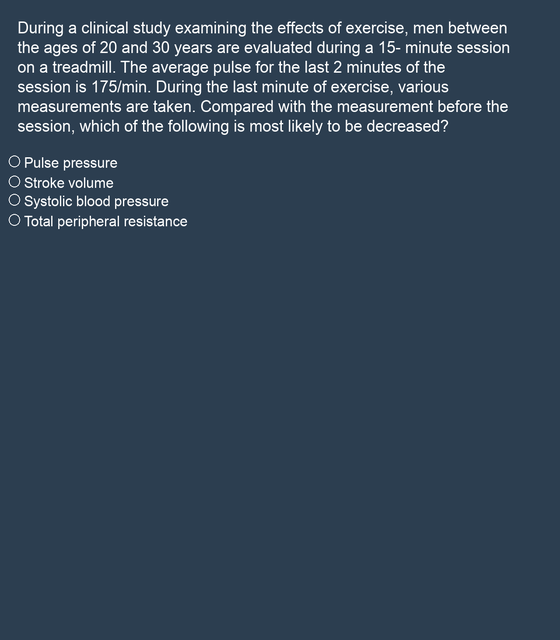 During a clinical study examining the effects of exercise, men between
the ages of 20 and 30 years are evaluated during a 15- minute session
on a treadmill. The average pulse for the last 2 minutes of the
session is 175/min. During the last minute of exercise, various
measurements are taken. Compared with the measurement before the
session, which of the following is most likely to be decreased?
Pulse pressure
Stroke volume
Systolic blood pressure
Total peripheral resistance